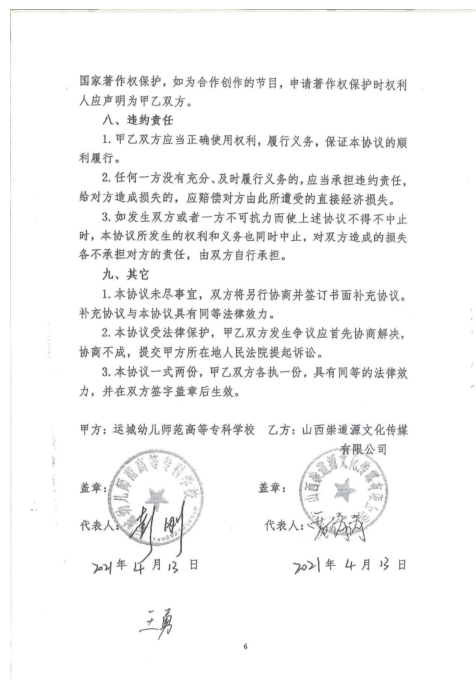 国家著作权保护，如为合作创作的节目，申请著作权保护时权利
人应声明为甲乙双方。
八、违约责任
1.甲乙双方应当正确使用权利，履行义务，保证本协议的顺
利履行。
2.任何一方没有充分、及时履行义务的，应当承担违约责任，
给对方造成损失的，应赔偿对方由此所遭受的直接经济损失。
3.如发生双方或者一方不可抗力而使上述协议不得不中止
时，本协议所发生的权利和义务也同时中止，对双方造成的损失
各不承担对方的责任，由双方自行承担。
九、其它
1.本协议未尽事宜，双方将另行协商并签订书面补充协议。
补充协议与本协议具有同等法律效力。
2.本协议受法律保护，甲乙双方发生争议应首先协商解决，
协商不成，提交甲方所在地人民法院提起诉讼。
3.本协议一式两份，甲乙双方各执一份，具有同等的法律效
力，并在双方签字盖章后生效。
甲方：运城幼儿师范高等专科学校 乙方：山西崇道源文化传媒
有限公司
盖章： 盖章：
代表人： 代表人：
2021年4月13日 2021年4月13日
王勇
6